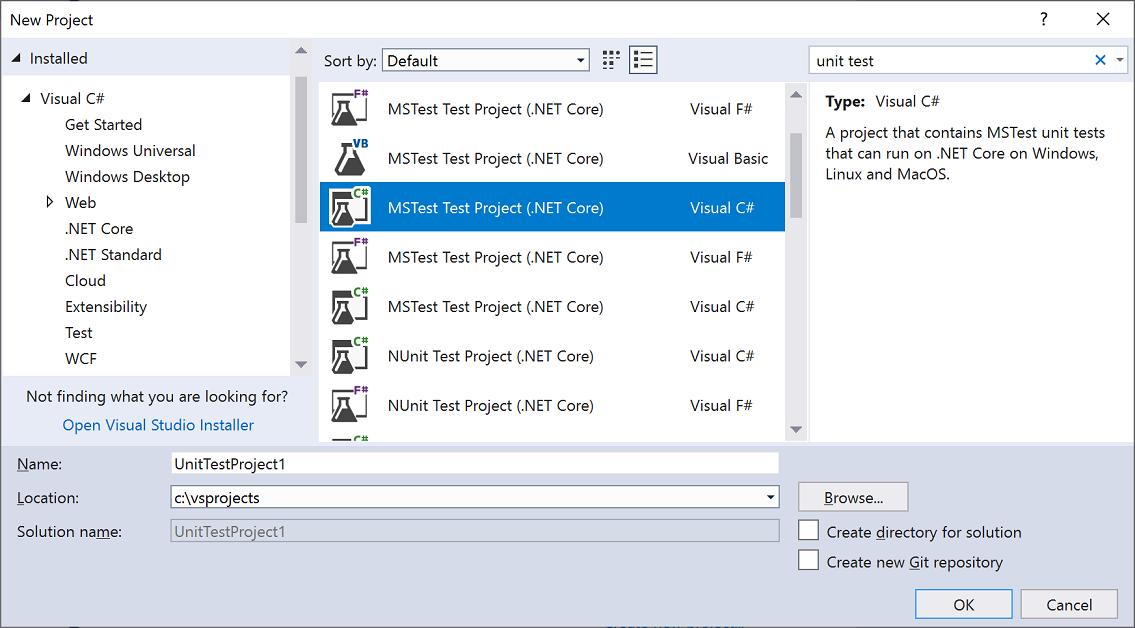 New Project
?
Installed
Visual C#
Get Started
Windows Universal
Windows Desktop
Web
.NET Core
.NET Standard
Cloud
Extensibility
Test
WCF
Not finding what you are looking for?
Open Visual Studio Installer
Sort by: Default
F# MSTest Test Project (.NET Core) Visual F#
VB MSTest Test Project (.NET Core) Visual Basic
C# MSTest Test Project (.NET Core) Visual C#
F# MSTest Test Project (.NET Core) Visual F#
C# MSTest Test Project (.NET Core) Visual C#
C# NUnit Test Project (.NET Core) Visual C#
F# NUnit Test Project (.NET Core) Visual F#
C#
unit test
Type: Visual C#
A project that contains MSTest unit tests
that can run on .NET Core on Windows,
Linux and MacOS.
Name: UnitTestProject1
Location: c:\vsprojects Browse...
Solution name: UnitTestProject1
Create directory for solution
Create new Git repository
OK Cancel